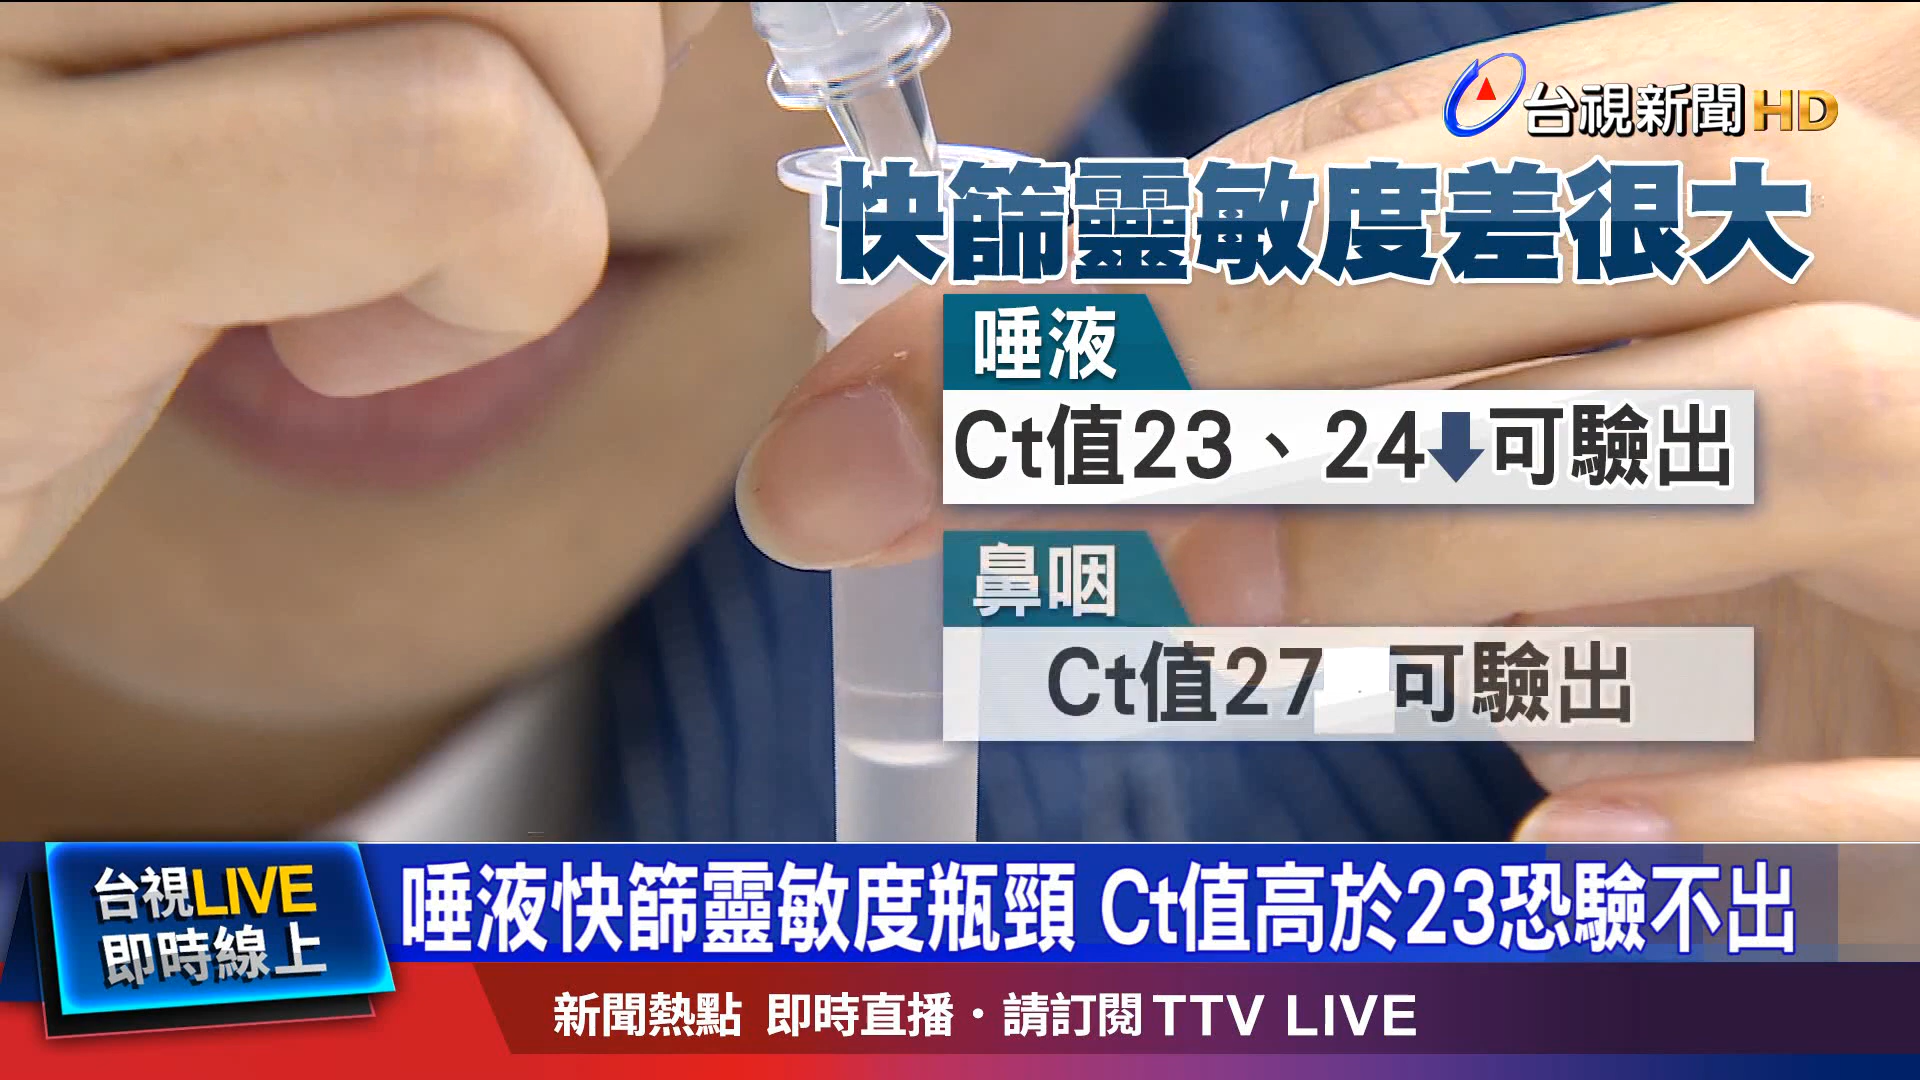 台視新聞HD
快篩靈敏度差很大
唾液
Ct值23、24⬇可驗出
鼻咽
Ct值27 可驗出
台視LIVE
即時線上
唾液快篩靈敏度瓶頸 Ct值高於23恐驗不出
新聞熱點 即時直播・請訂閱TTV LIVE